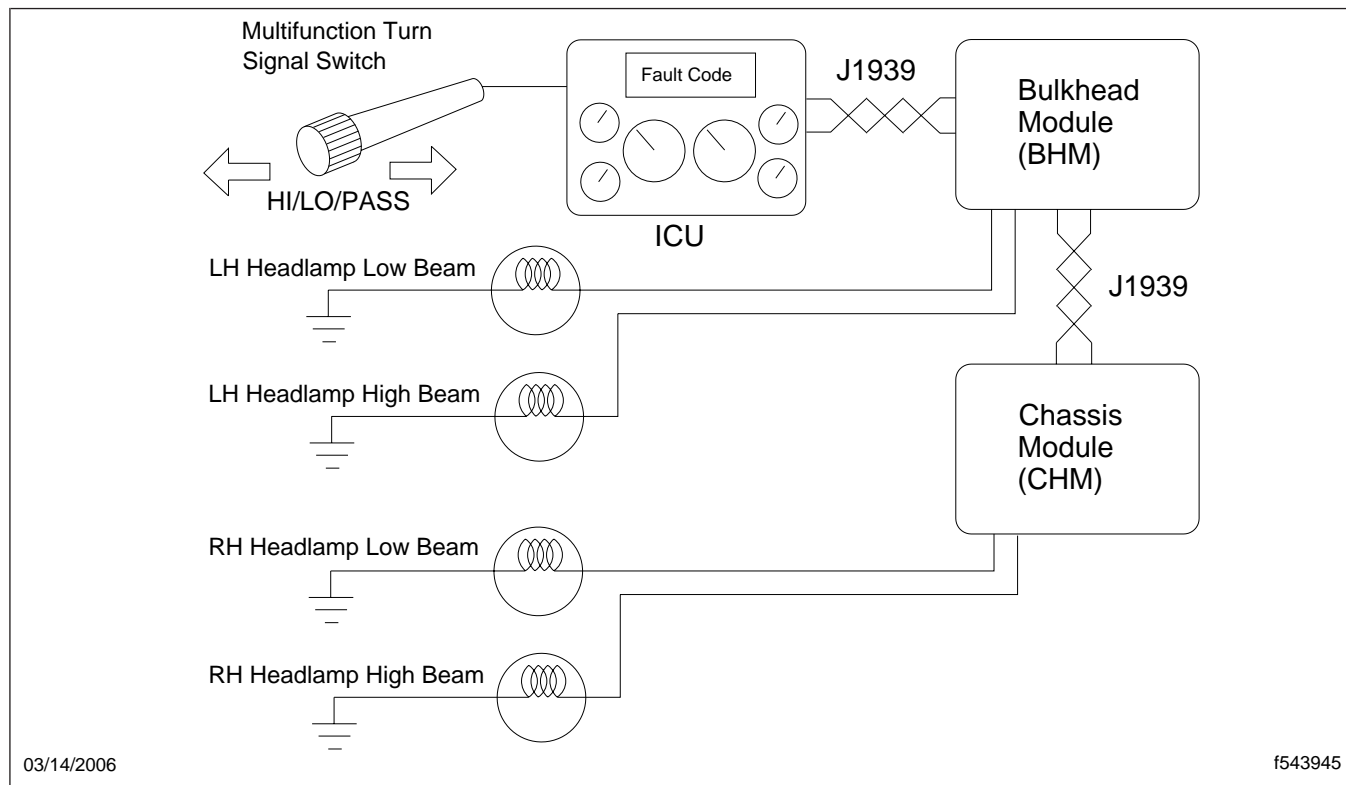 Multifunction Turn
Signal Switch
Fault Code
J1939
Bulkhead
Module
(BHM)
HI/LO/PASS
ICU
LH Headlamp Low Beam
J1939
LH Headlamp High Beam
Chassis
Module
(CHM)
RH Headlamp Low Beam
RH Headlamp High Beam
03/14/2006
f543945